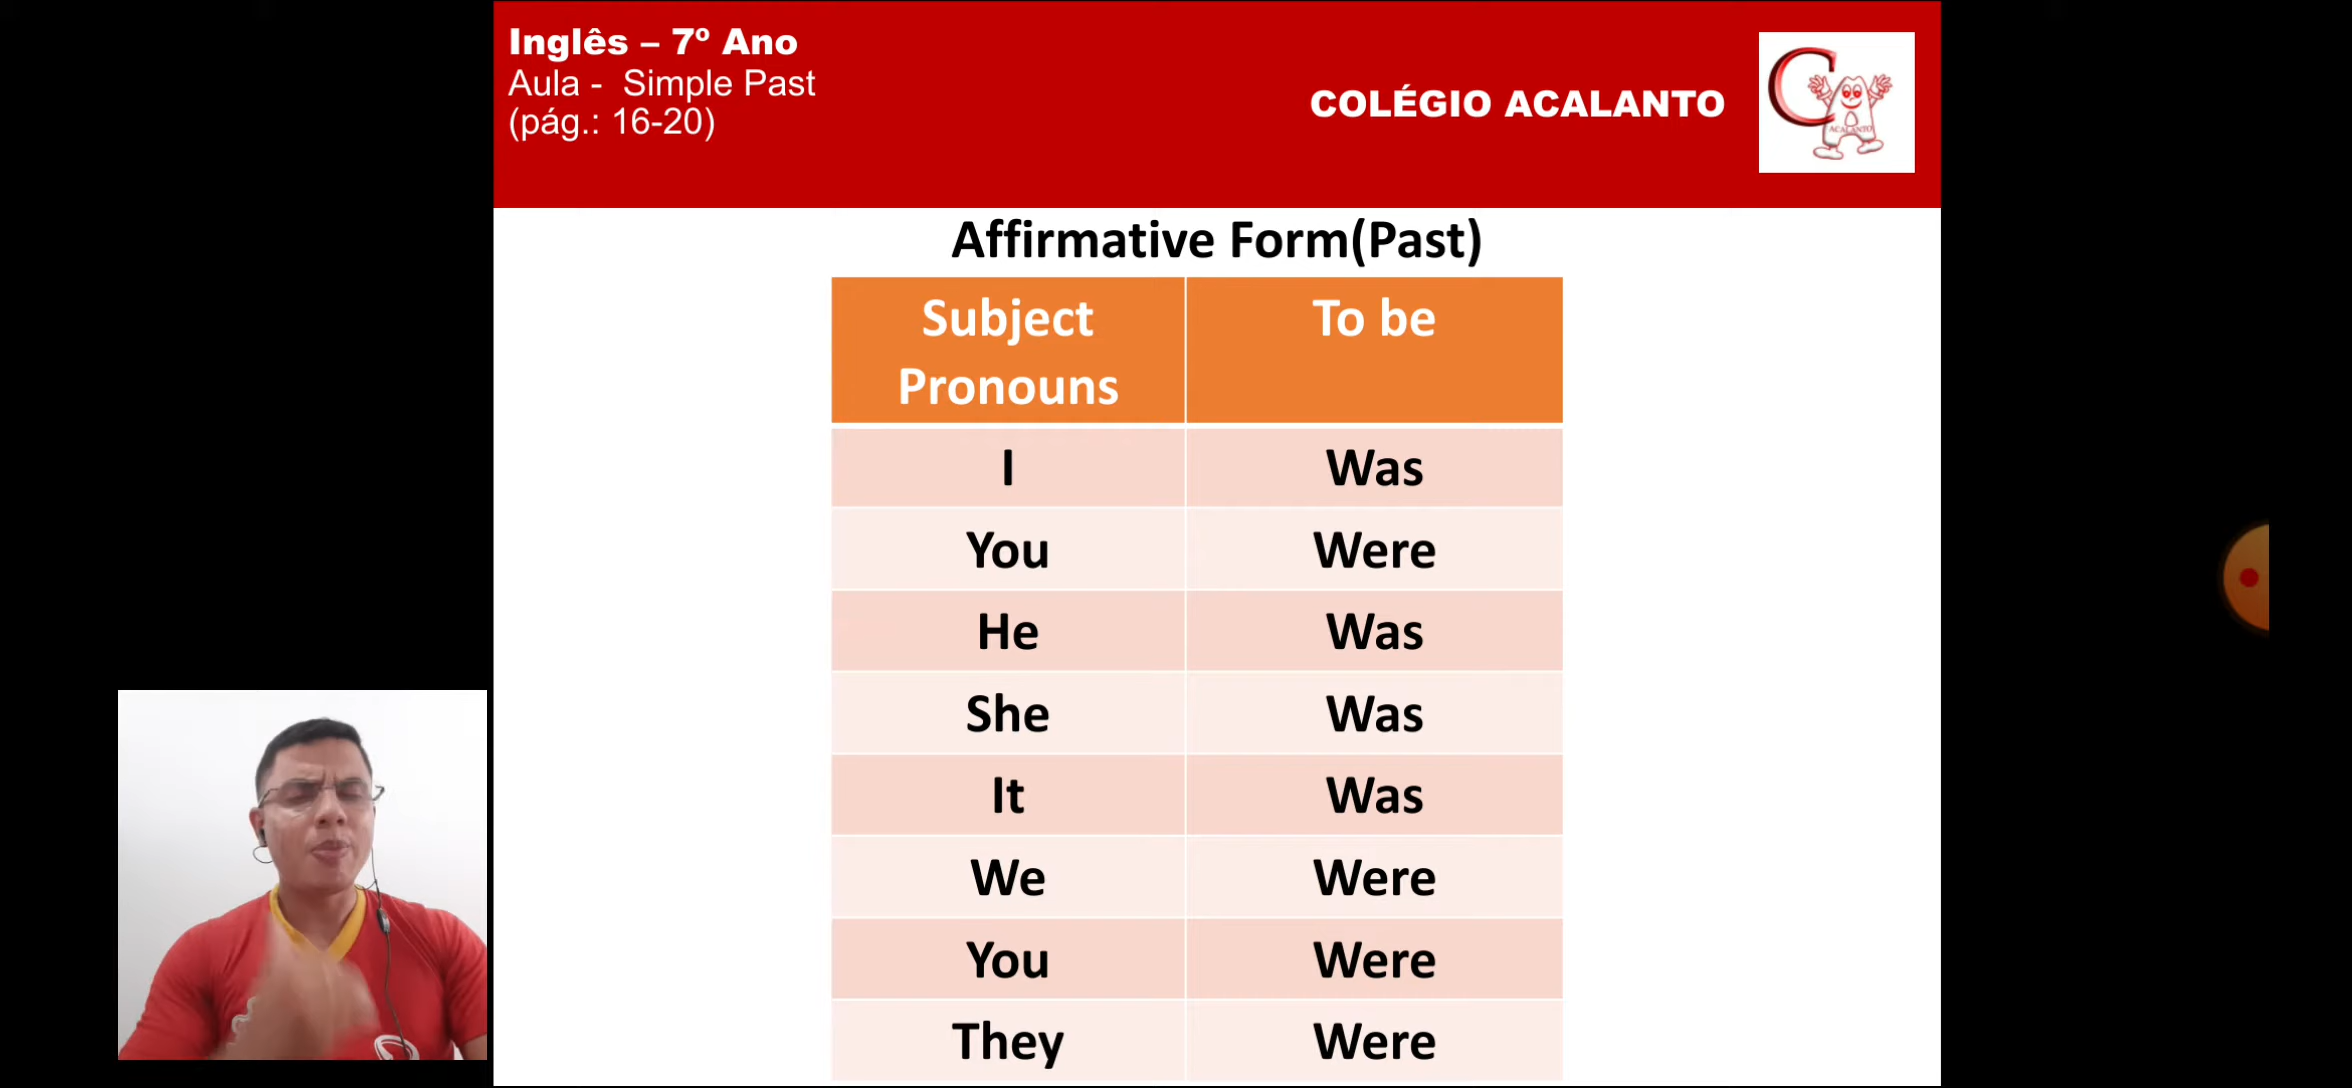 Inglês – 7º Ano
Aula - Simple Past
(pág.: 16-20)
COLÉGIO ACALANTO
C
ACALANTO
Affirmative Form(Past)
Subject Pronouns To be
I Was
You Were
He Was
She Was
It Was
We Were
You Were
They Were